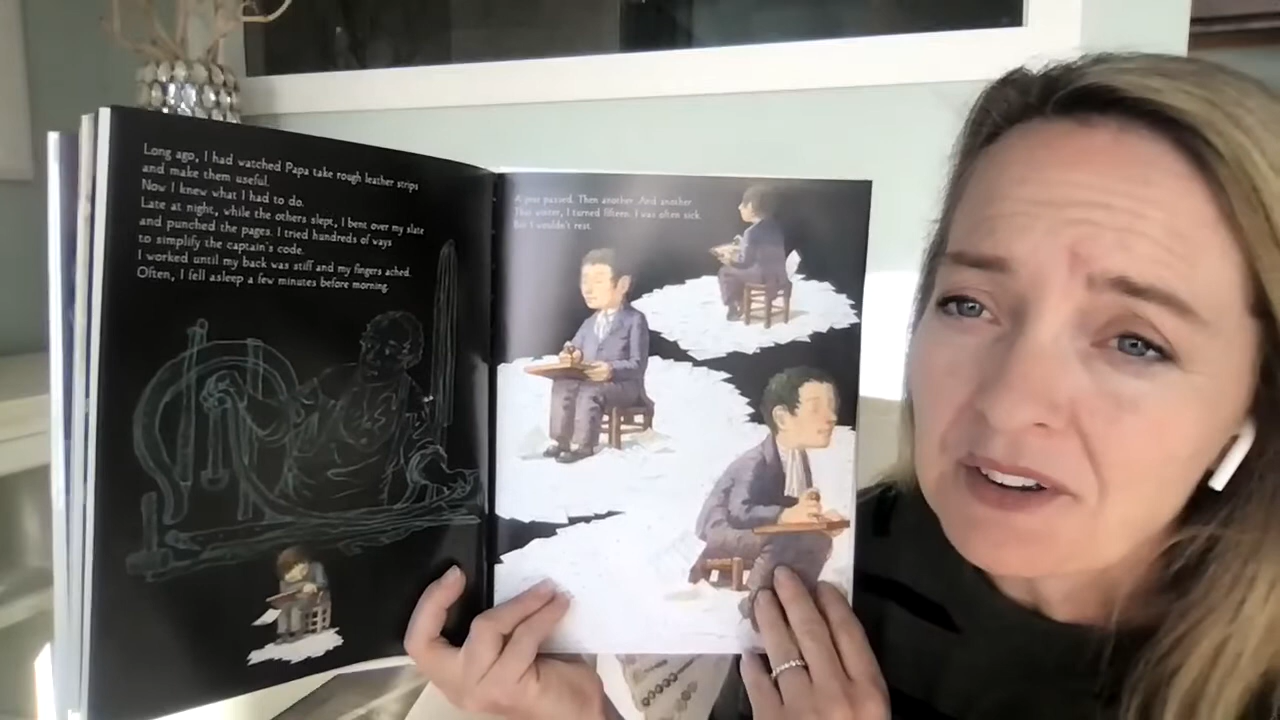 Long ago, I had watched Papa take rough leather strips
and make them useful.
Now I knew what I had to do.
Late at night, while the others slept, I bent over my slate
and punched the pages. I tried hundreds of ways
to simplify the captain's code.
I worked until my back was stiff and my fingers ached.
Often, I fell asleep a few minutes before morning.
A year passed. Then another. And another.
This winter, I turned fifteen. I was often sick.
But I wouldn't rest.